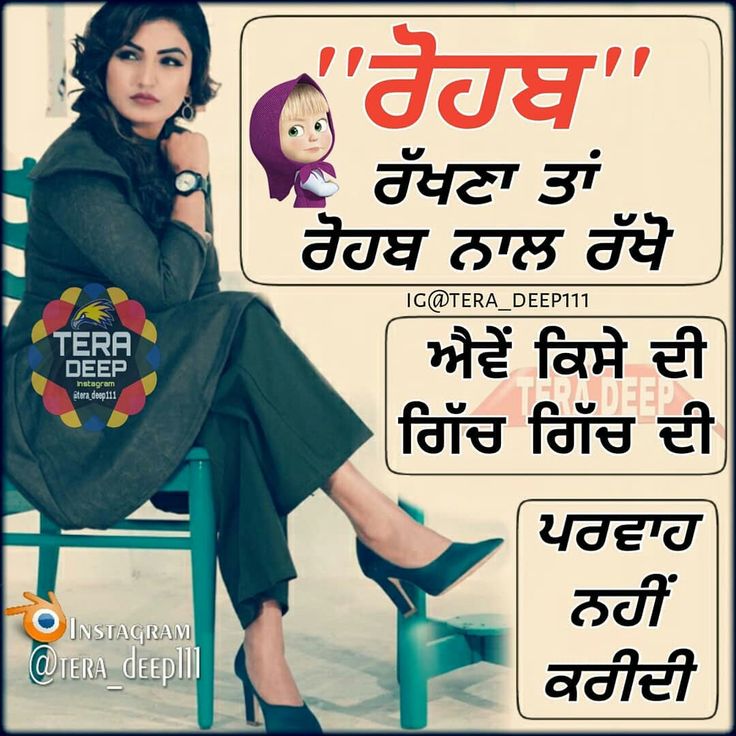 "ਰੋਹਬ"
ਰੱਖਣਾ ਤਾਂ
ਰੋਹਬ ਨਾਲ ਰੱਖੋ
IG@TERA_DEEP111
ਐਵੇਂ ਕਿਸੇ ਦੀ
ਗਿੱਚ ਗਿੱਚ ਦੀ
TERA DEEP
ਪਰਵਾਹ
ਨਹੀਂ
ਕਰੀਦੀ
TERA
DEEP
Instagram
@tera_deep111
INSTAGRAM
@TERA_DEEP111